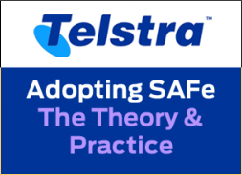 Telstra™
Adopting SAFe
The Theory &
Practice